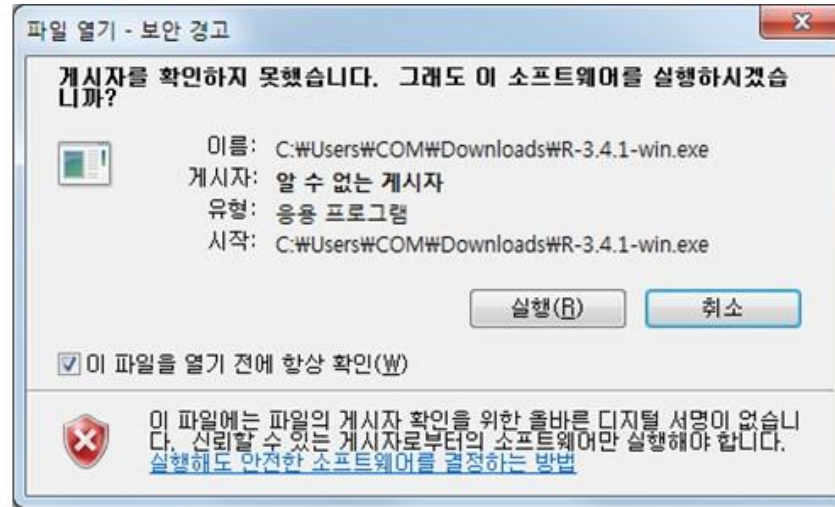 파일 열기 - 보안 경고
게시자를 확인하지 못했습니다. 그래도 이 소프트웨어를 실행하시겠습
니까?
이름: C:₩Users₩COM₩Downloads₩R-3.4.1-win.exe
게시자: 알 수 없는 게시자
유형: 응용 프로그램
시작: C:₩Users₩COM₩Downloads₩R-3.4.1-win.exe
실행(R) 취소
이 파일을 열기 전에 항상 확인(W)
이 파일에는 파일의 게시자 확인을 위한 올바른 디지털 서명이 없습니
다. 신뢰할 수 있는 게시자로부터의 소프트웨어만 실행해야 합니다.
실행해도 안전한 소프트웨어를 결정하는 방법